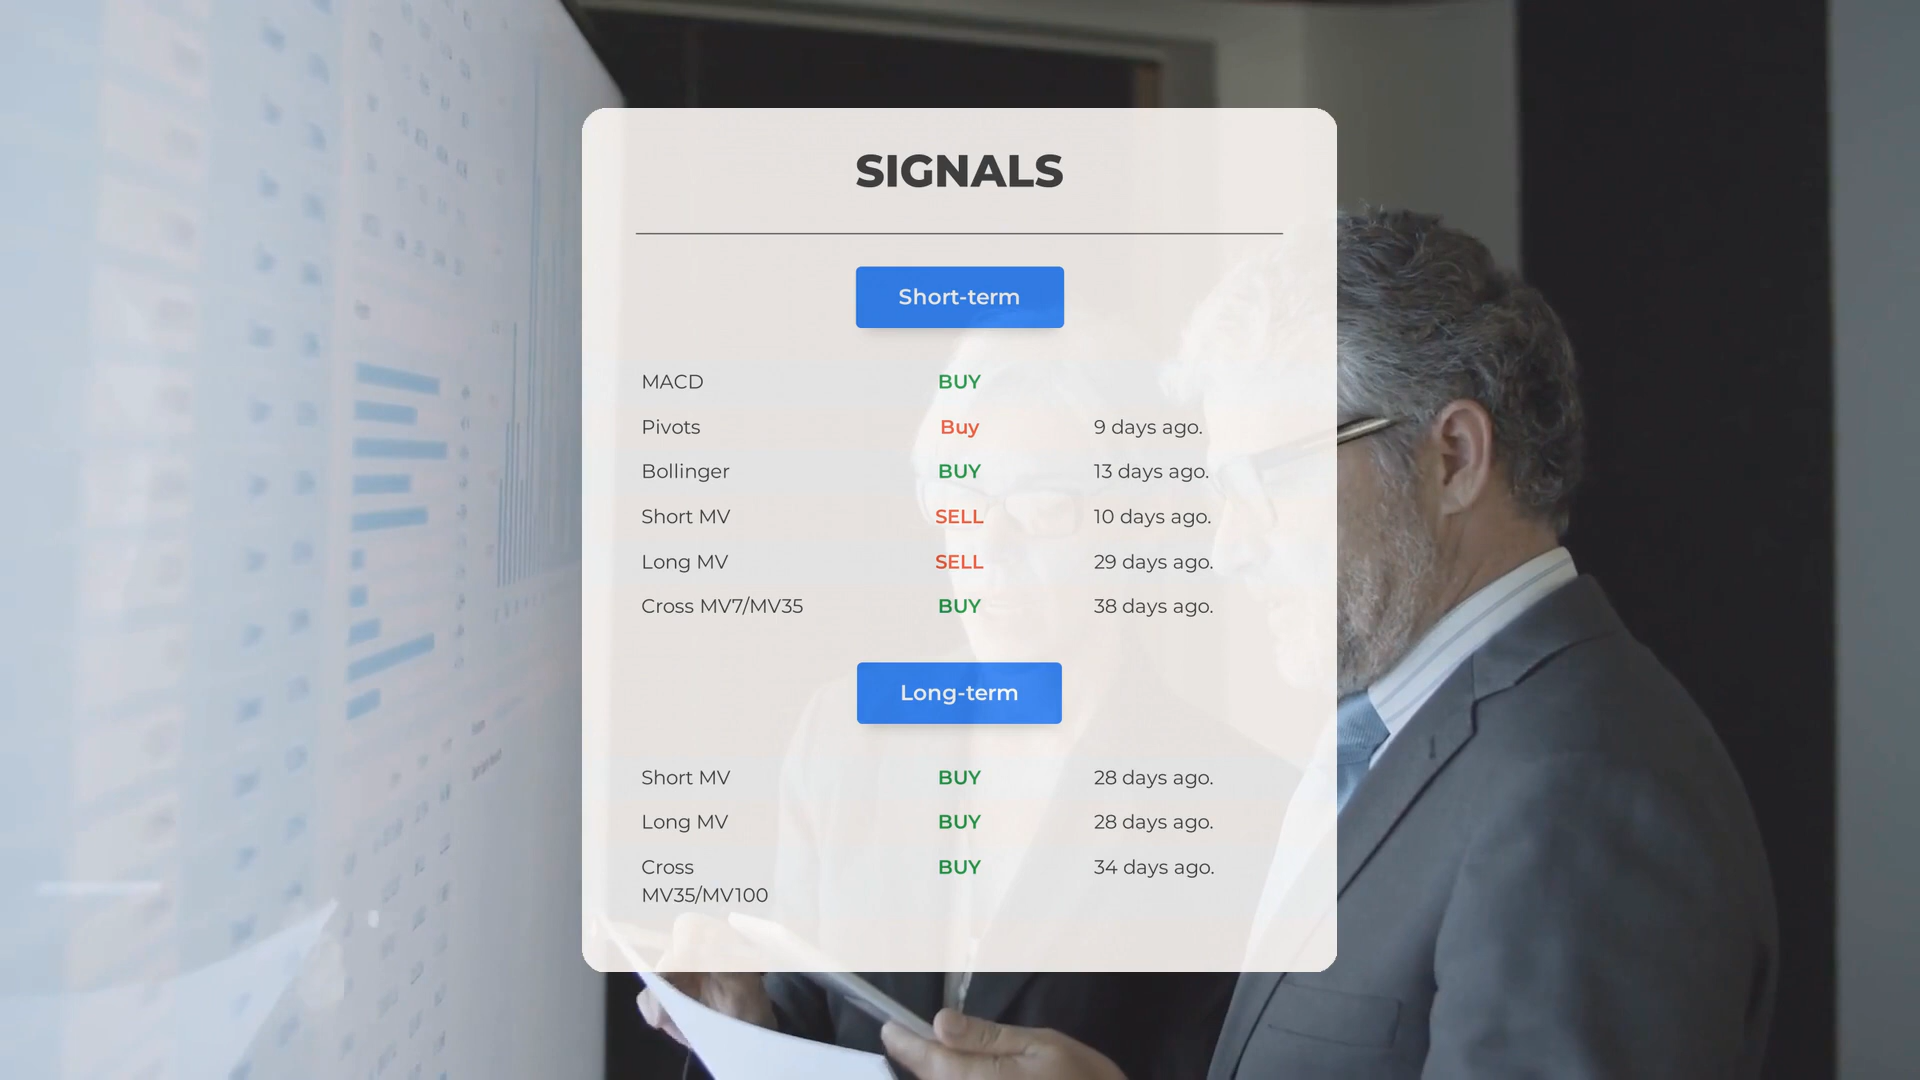 SIGNALS
Short-term
MACD BUY
Pivots Buy 9 days ago.
Bollinger BUY 13 days ago.
Short MV SELL 10 days ago.
Long MV SELL 29 days ago.
Cross MV7/MV35 BUY 38 days ago.
Long-term
Short MV BUY 28 days ago.
Long MV BUY 28 days ago.
Cross BUY 34 days ago.
MV35/MV100